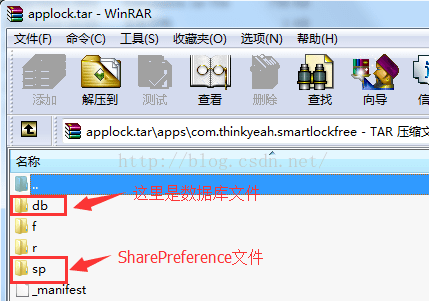 applock.tar - WinRAR
文件(F) 命令(C) 工具(S) 收藏夹(O) 选项(N) 帮助(H)
添加 解压到 测试 查看 删除 查找 向导
applock.tar\apps\com.thinkyeah.smartlockfree - TAR 压缩文
名称
http://blog.csdn.net/
..
db
这里是数据库文件
f
r
SharePreference文件
sp
_manifest